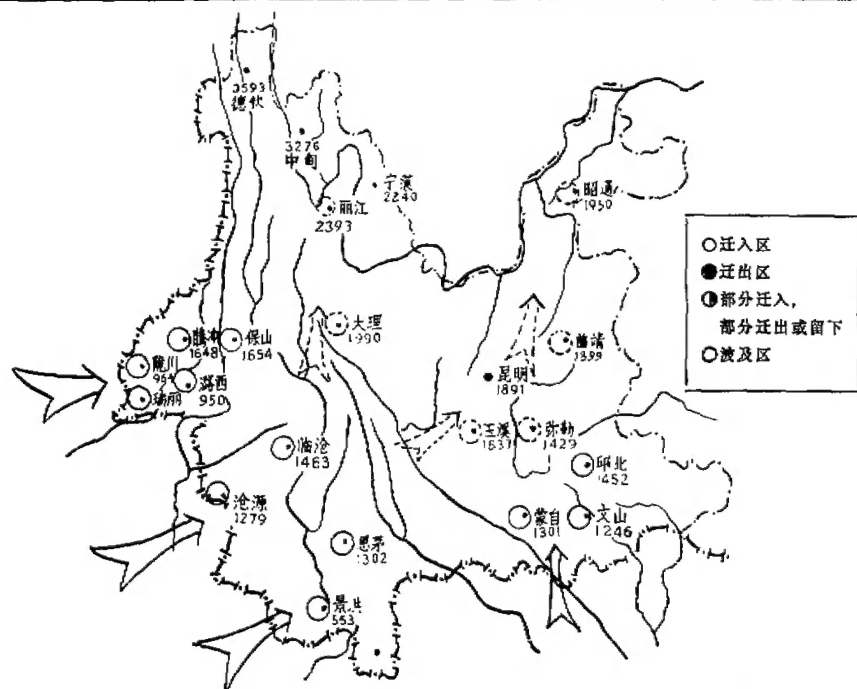 3593
德钦
3276
中甸
宁蒗
2240
丽江
2393
昭通
1950
迁入区
迁出区
部分迁入,
部分迁出或留下
波及区
腾冲
1648
保山
1654
大理
1990
曲靖
1899
陇川
潞西
950
瑞丽
昆明
1891
临沧
1463
玉溪
1637
弥勒
1429
邱北
1452
沧源
1279
蒙自
1301
文山
1246
思茅
1302
景洪
553